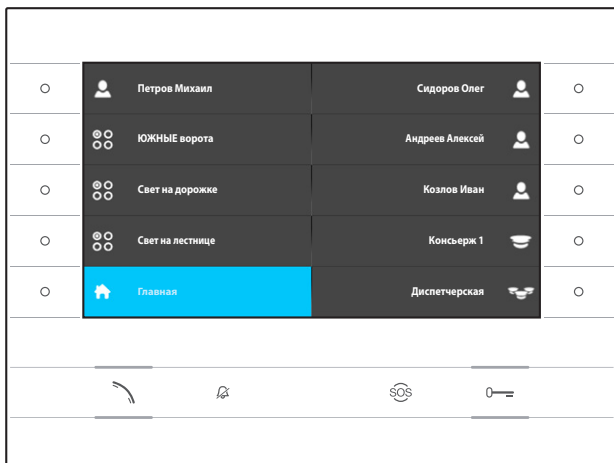 Петров Михаил
Сидоров Олег
ЮЖНЫЕ ворота
Андреев Алексей
Свет на дорожке
Козлов Иван
Свет на лестнице
Консьерж 1
Главная
Диспетчерская
SOS